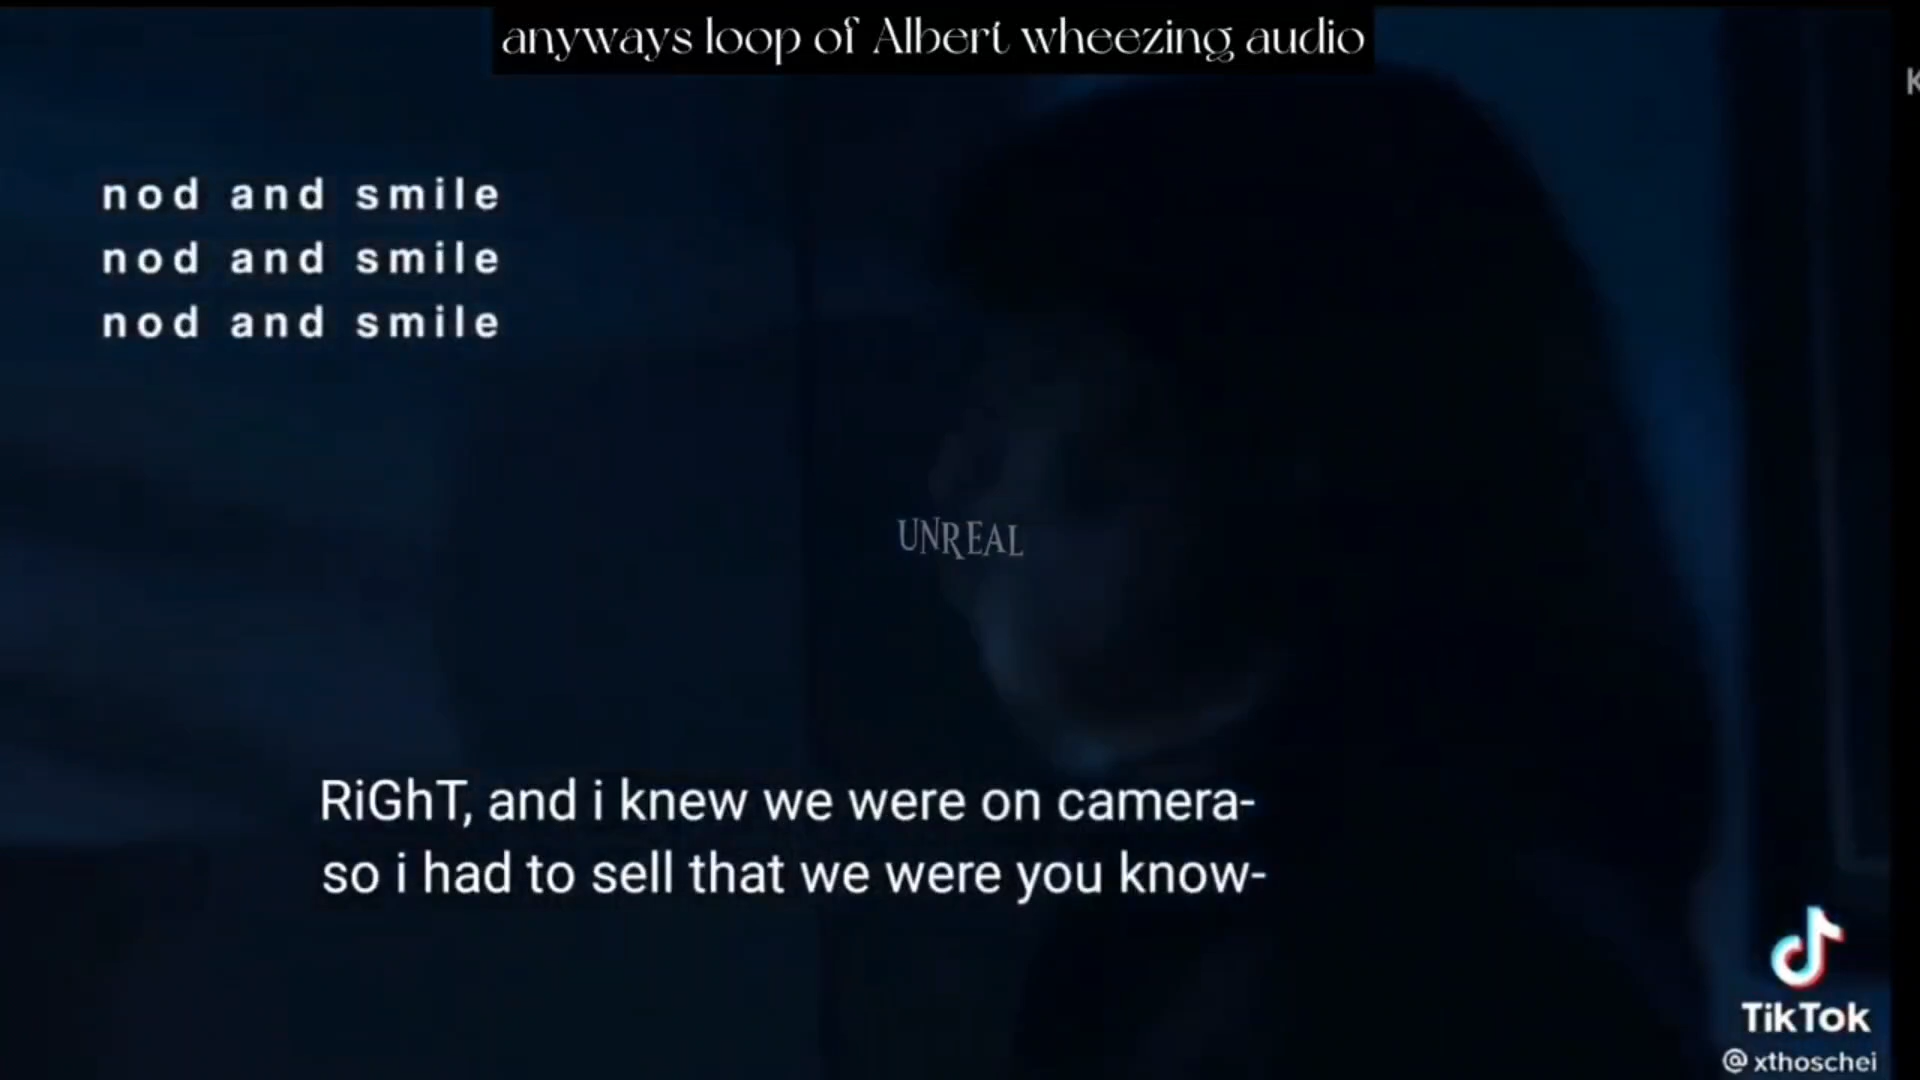 anyways loop of Albert wheezing audio
K
nod and smile
nod and smile
nod and smile
UNREAL
RiGhT, and i knew we were on camera-
so i had to sell that we were you know-
TikTok
@xthoschei